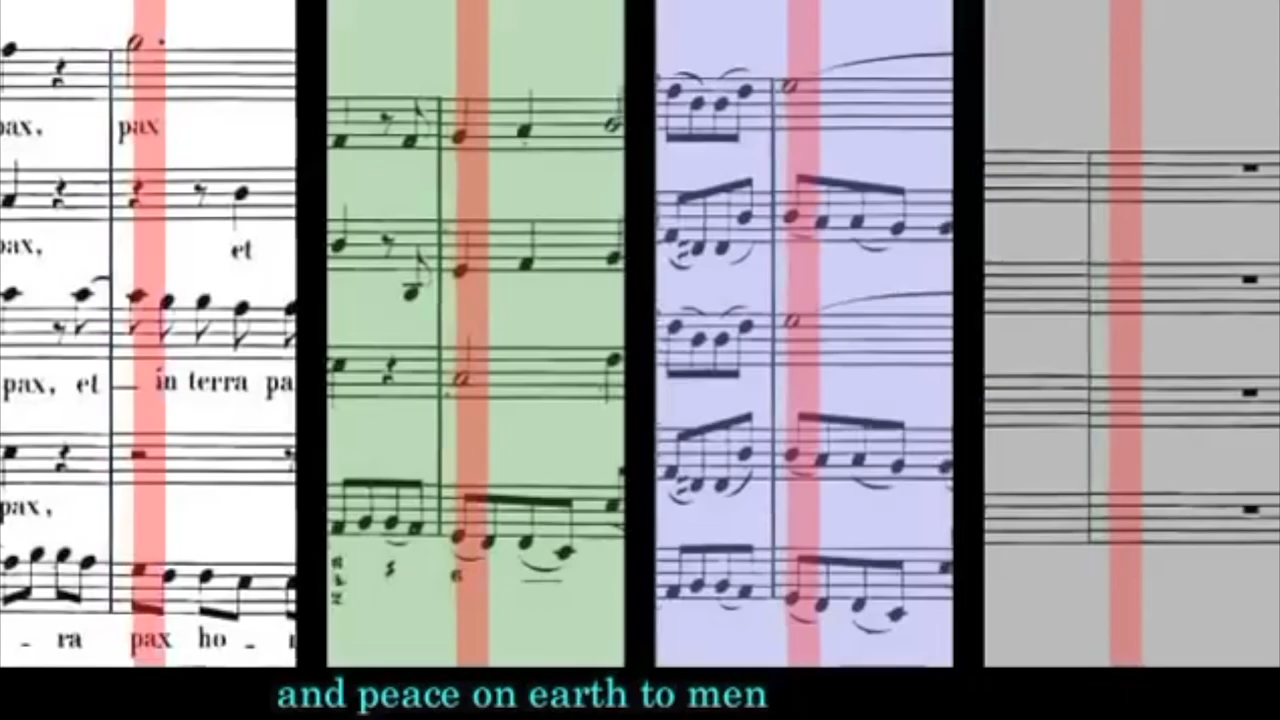 pax, pax
pax, et
pax, et in terra pa
pax,
ra pax ho
and peace on earth to men